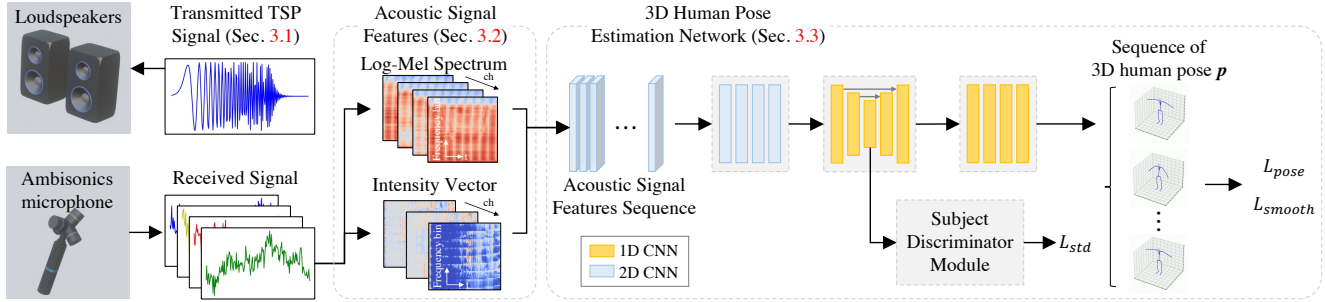 Loudspeakers
Transmitted TSP
Signal (Sec. 3.1)
Ambisonics
microphone
Received Signal
Acoustic Signal
Features (Sec. 3.2)
Log-Mel Spectrum
ch
Frequency bin
t
Intensity Vector
ch
Frequency bin
t
3D Human Pose
Estimation Network (Sec. 3.3)
...
Acoustic Signal
Features Sequence
1D CNN
2D CNN
Subject
Discriminator
Module
L_std
Sequence of
3D human pose p
L_pose
L_smooth